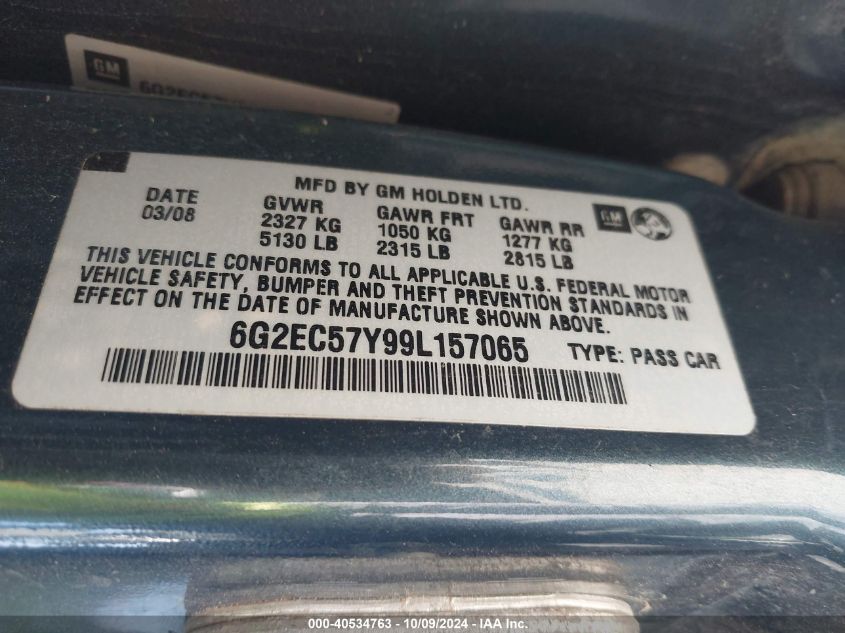 GM
MFD BY GM HOLDEN LTD.
DATE
03/08
GVWR
2327 KG
5130 LB
GAWR FRT
1050 KG
2315 LB
GAWR RR
1277 KG
2815 LB
GM
THIS VEHICLE CONFORMS TO ALL APPLICABLE U.S. FEDERAL MOTOR
VEHICLE SAFETY, BUMPER AND THEFT PREVENTION STANDARDS IN
EFFECT ON THE DATE OF MANUFACTURE SHOWN ABOVE.
6G2EC57Y99L157065
TYPE: PASS CAR
000-40534763 - 10/09/2024 - IAA Inc.